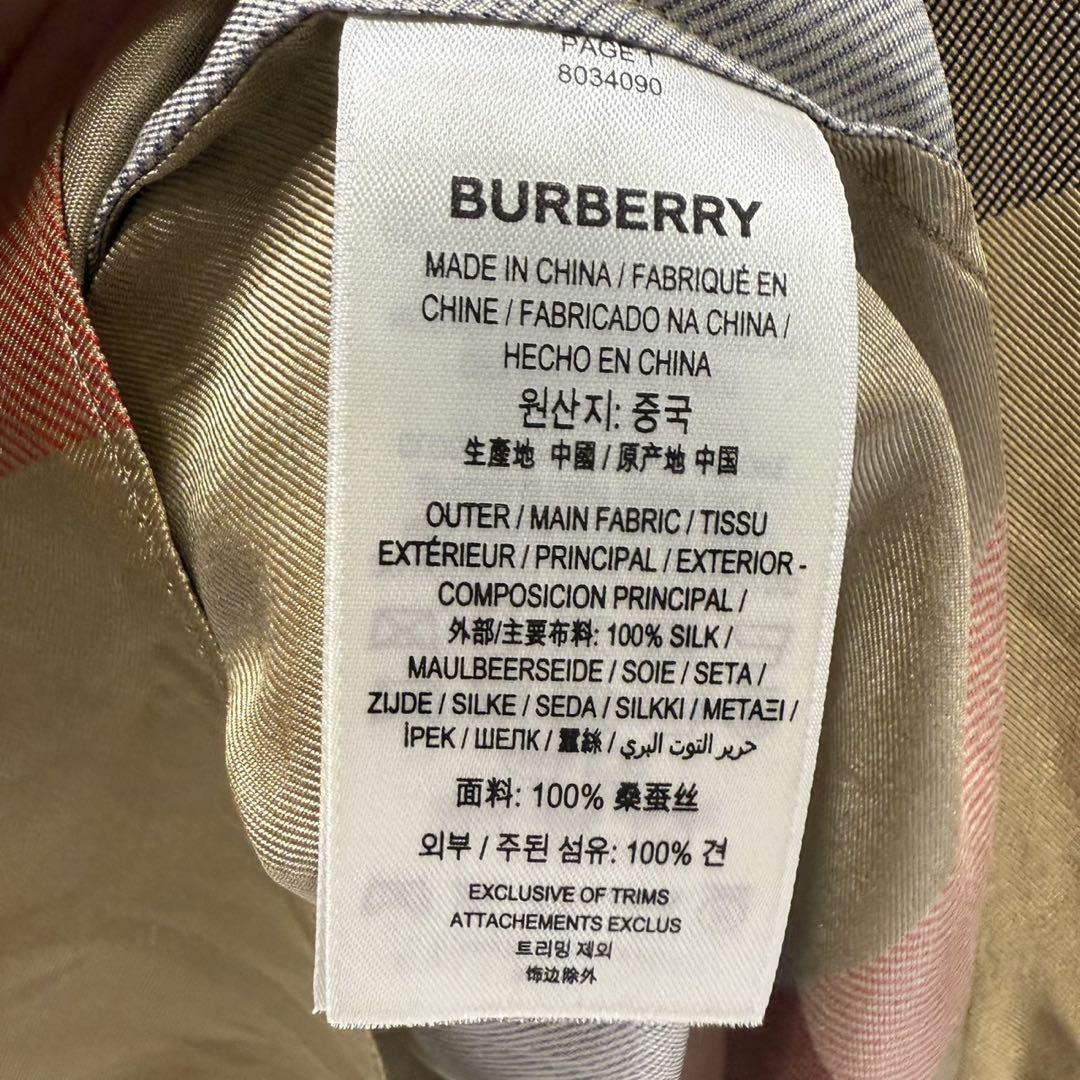 PAGE 1
8034090
BURBERRY
MADE IN CHINA / FABRIQUÉ EN
CHINE / FABRICADO NA CHINA /
HECHO EN CHINA
원산지: 중국
生產地 中國 / 原产地 中国
OUTER / MAIN FABRIC / TISSU
EXTÉRIEUR / PRINCIPAL / EXTERIOR -
COMPOSICION PRINCIPAL /
外部/主要布料: 100% SILK /
MAULBEERSEIDE / SOIE / SETA /
ZIJDE / SILKE / SEDA / SILKKI / ΜΕΤΑΞΙ /
İPEK / ШЕЛК / 蠶絲 / حرير التوت البري
面料: 100% 桑蚕丝
외부 / 주된 섬유: 100% 견
EXCLUSIVE OF TRIMS
ATTACHEMENTS EXCLUS
트리밍 제외
饰边除外